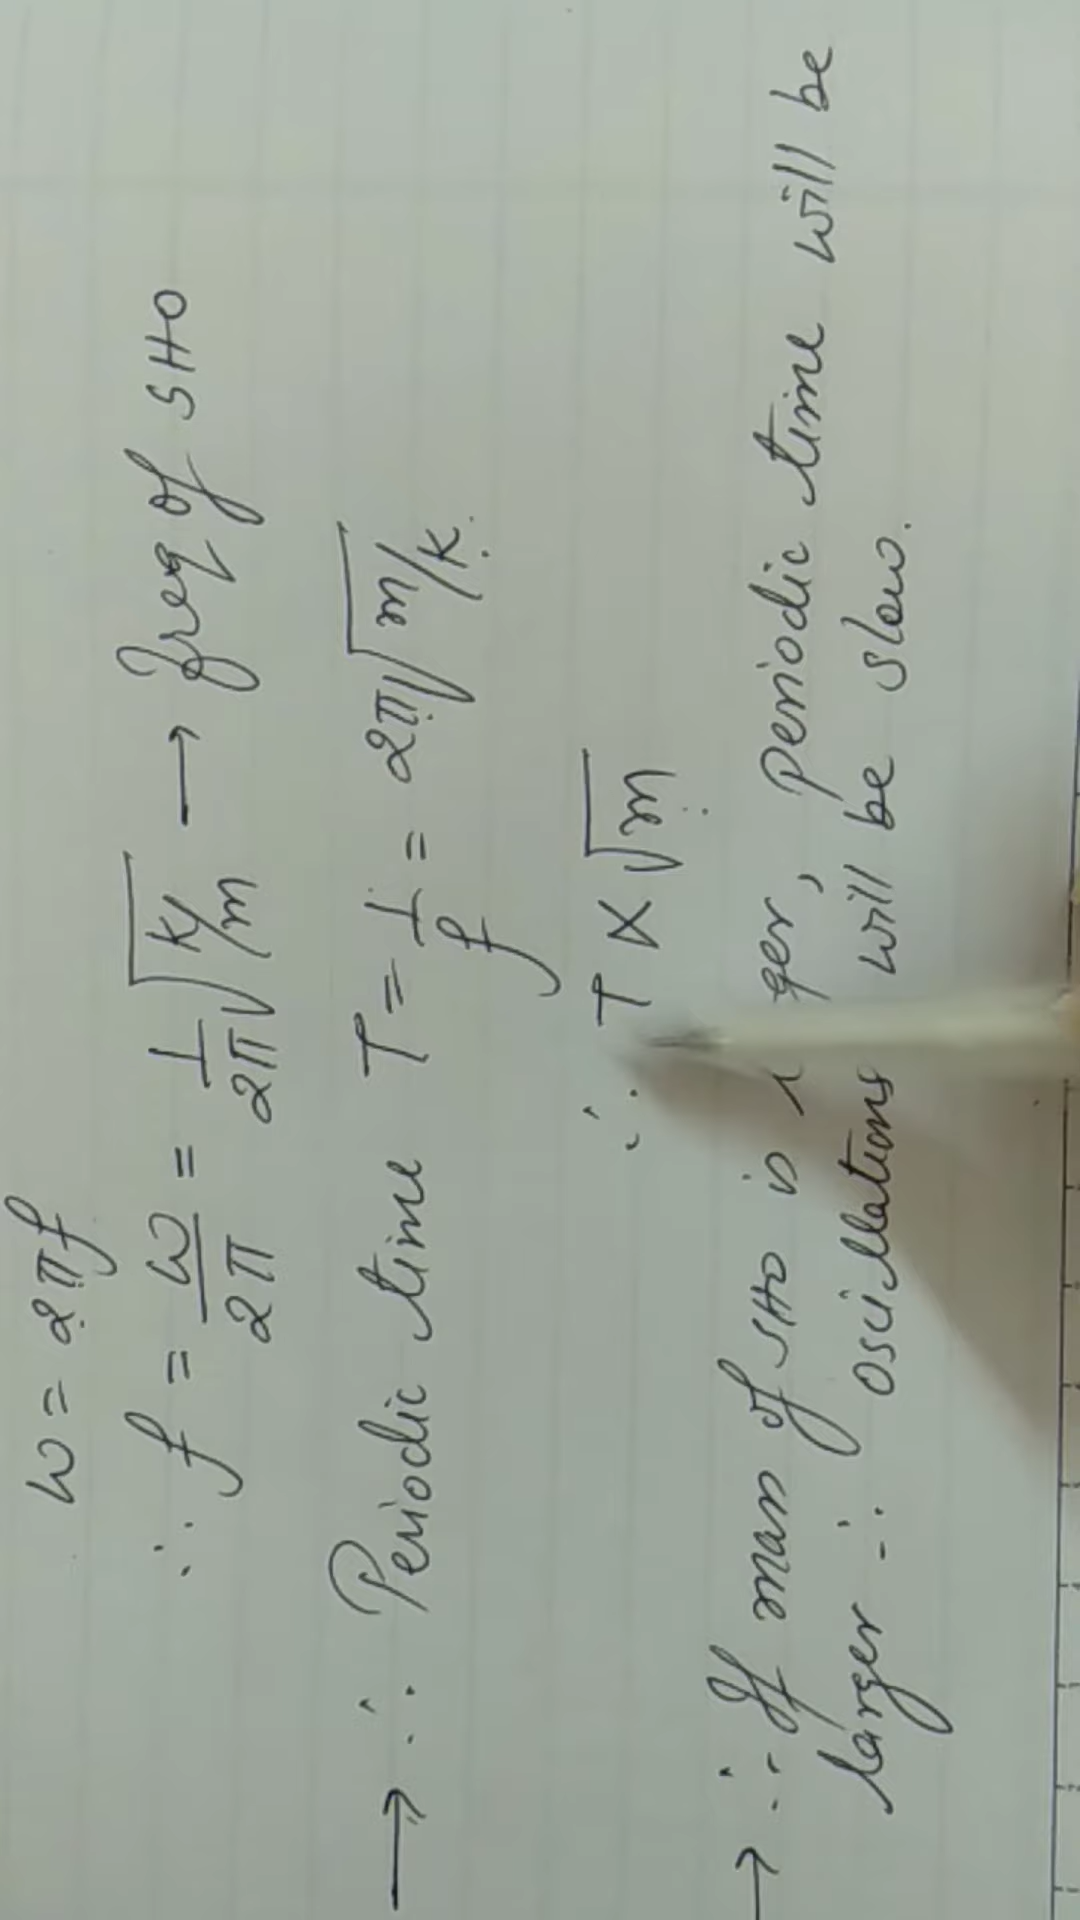 ω = 2πf
∴ f = ω/2π = 1/2π √k/m → freq of SHO
→ ∴ Periodic time T = 1/f = 2π√m/k.
∴ T ∝ √m
→ ∴ If mass of SHO is ger, periodic time will be
larger ∴ oscillations will be slow.